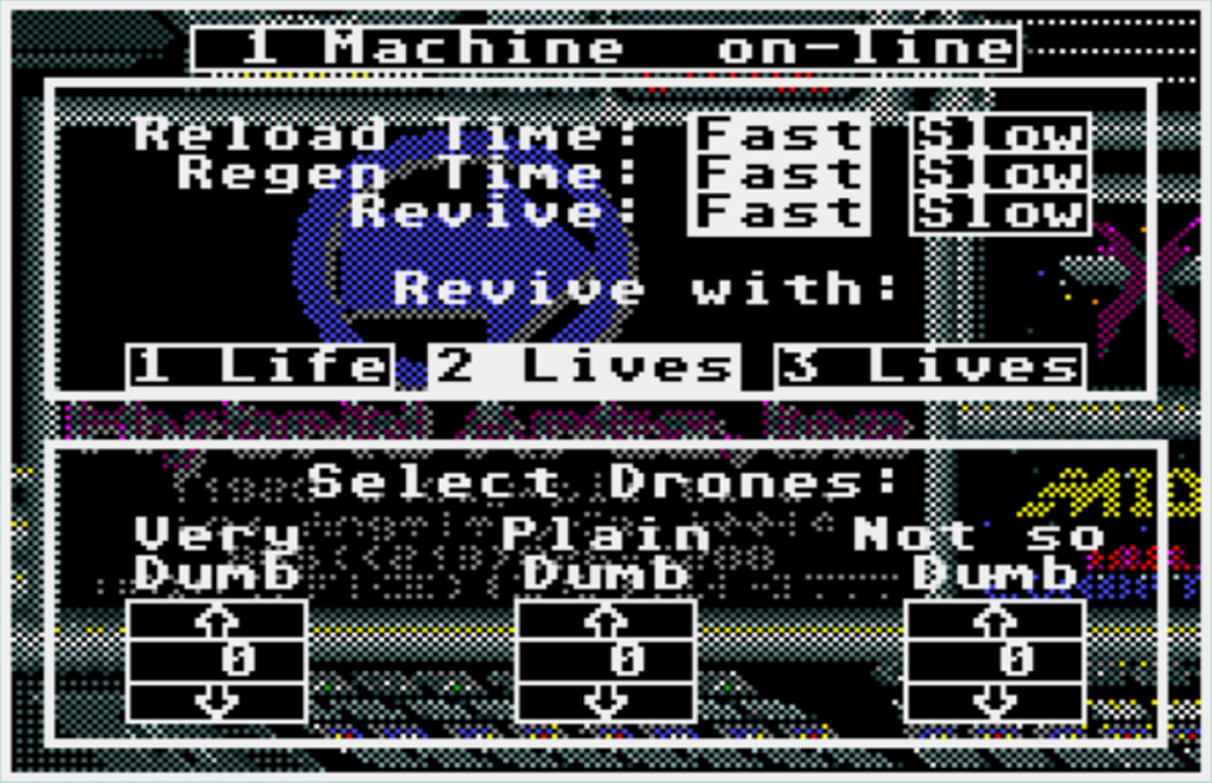 1 Machine on-line
Reload Time: Fast Slow
Regen Time: Fast Slow
Revive: Fast Slow
Revive with:
1 Life 2 Lives 3 Lives
Select Drones:
Very Plain Not so
Dumb Dumb Dumb
0 0 0